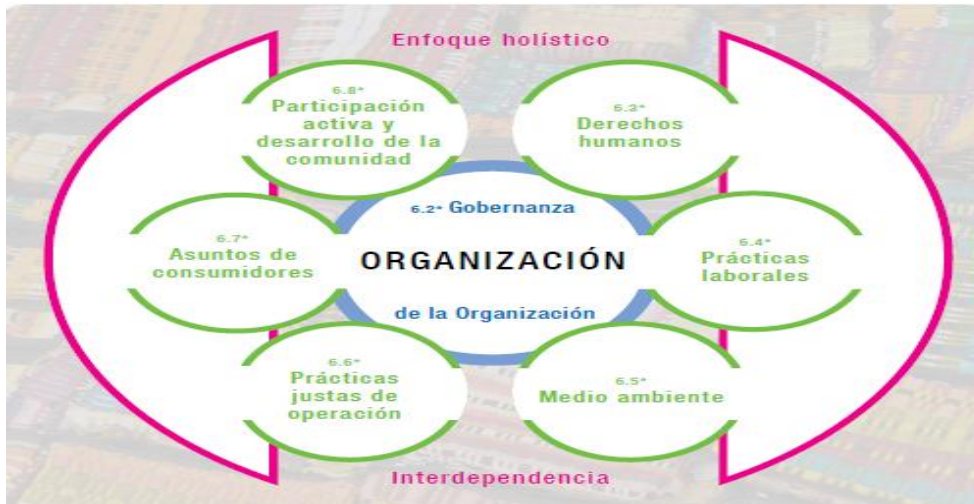 Enfoque holístico
6.8*
Participación
activa y
desarrollo de la
comunidad
6.3*
Derechos
humanos
6.2* Gobernanza
6.7*
Asuntos de
consumidores
ORGANIZACIÓN
6.4*
Prácticas
laborales
de la Organización
6.6*
Prácticas
justas de
operación
6.5*
Medio ambiente
Interdependencia